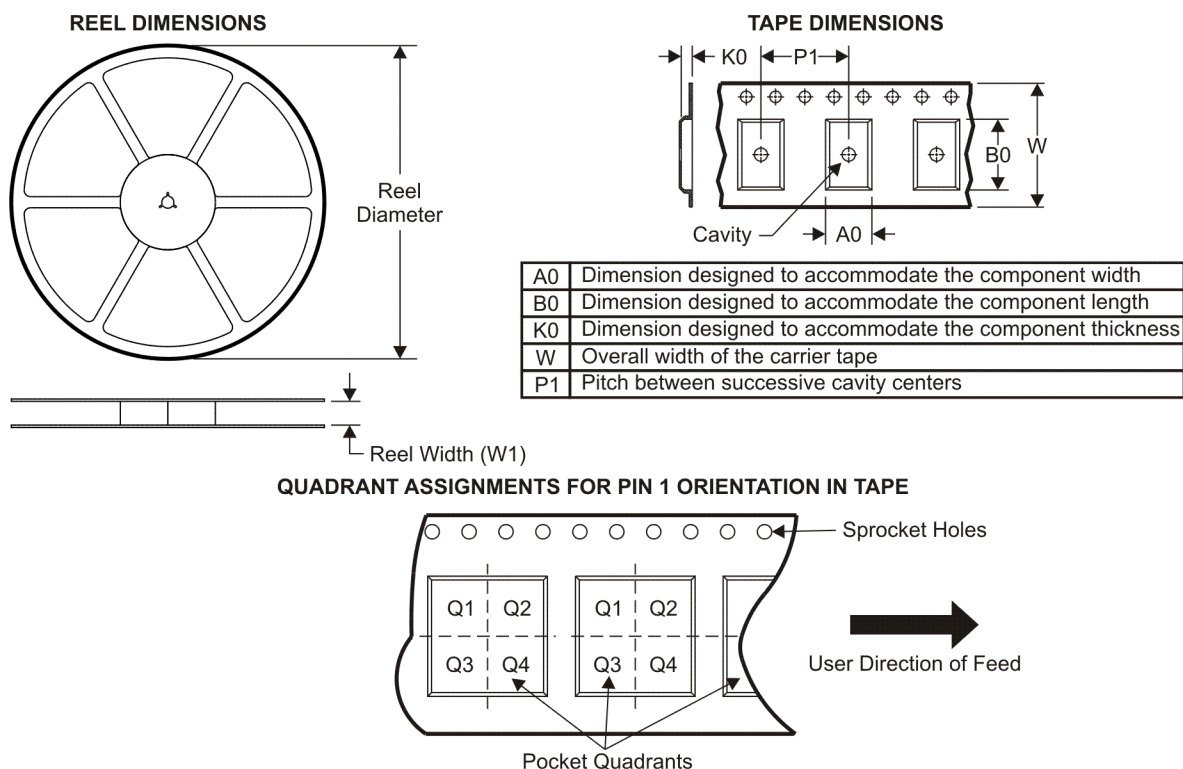 REEL DIMENSIONS
Reel
Diameter
Reel Width (W1)
TAPE DIMENSIONS
K0
P1
B0
W
Cavity
A0
A0 Dimension designed to accommodate the component width
B0 Dimension designed to accommodate the component length
K0 Dimension designed to accommodate the component thickness
W Overall width of the carrier tape
P1 Pitch between successive cavity centers
QUADRANT ASSIGNMENTS FOR PIN 1 ORIENTATION IN TAPE
Sprocket Holes
Q1 Q2 Q1 Q2
Q3 Q4 Q3 Q4
User Direction of Feed
Pocket Quadrants